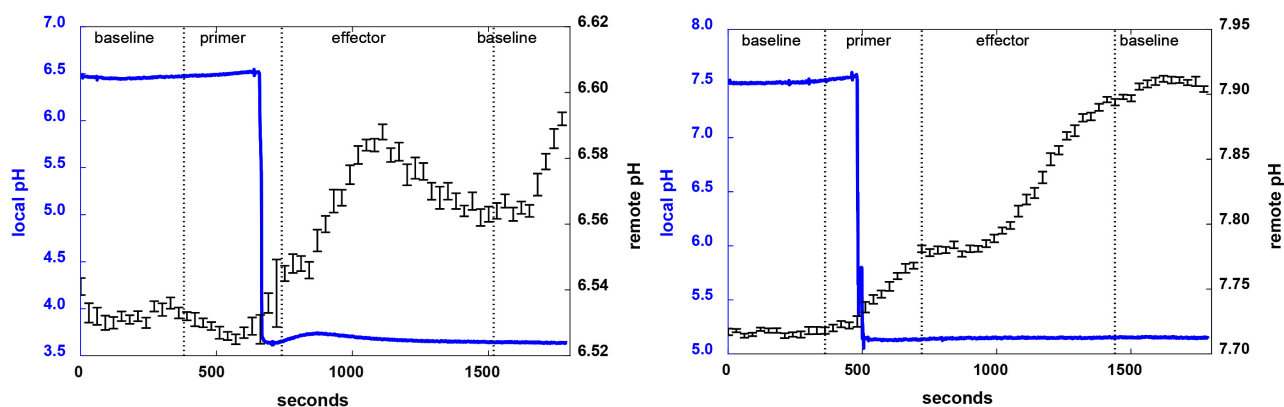 7.0
6.62
baseline
primer
effector
baseline
6.5
6.60
6.0
5.5
6.58
5.0
6.56
4.5
4.0
6.53
3.5
6.52
0
500
1000
1500
seconds
local pH
remote pH
8.0
7.95
baseline
primer
effector
baseline
7.5
7.90
7.0
6.5
7.85
6.0
7.80
5.5
7.75
5.0
7.70
0
500
1000
1500
seconds
local pH
remote pH